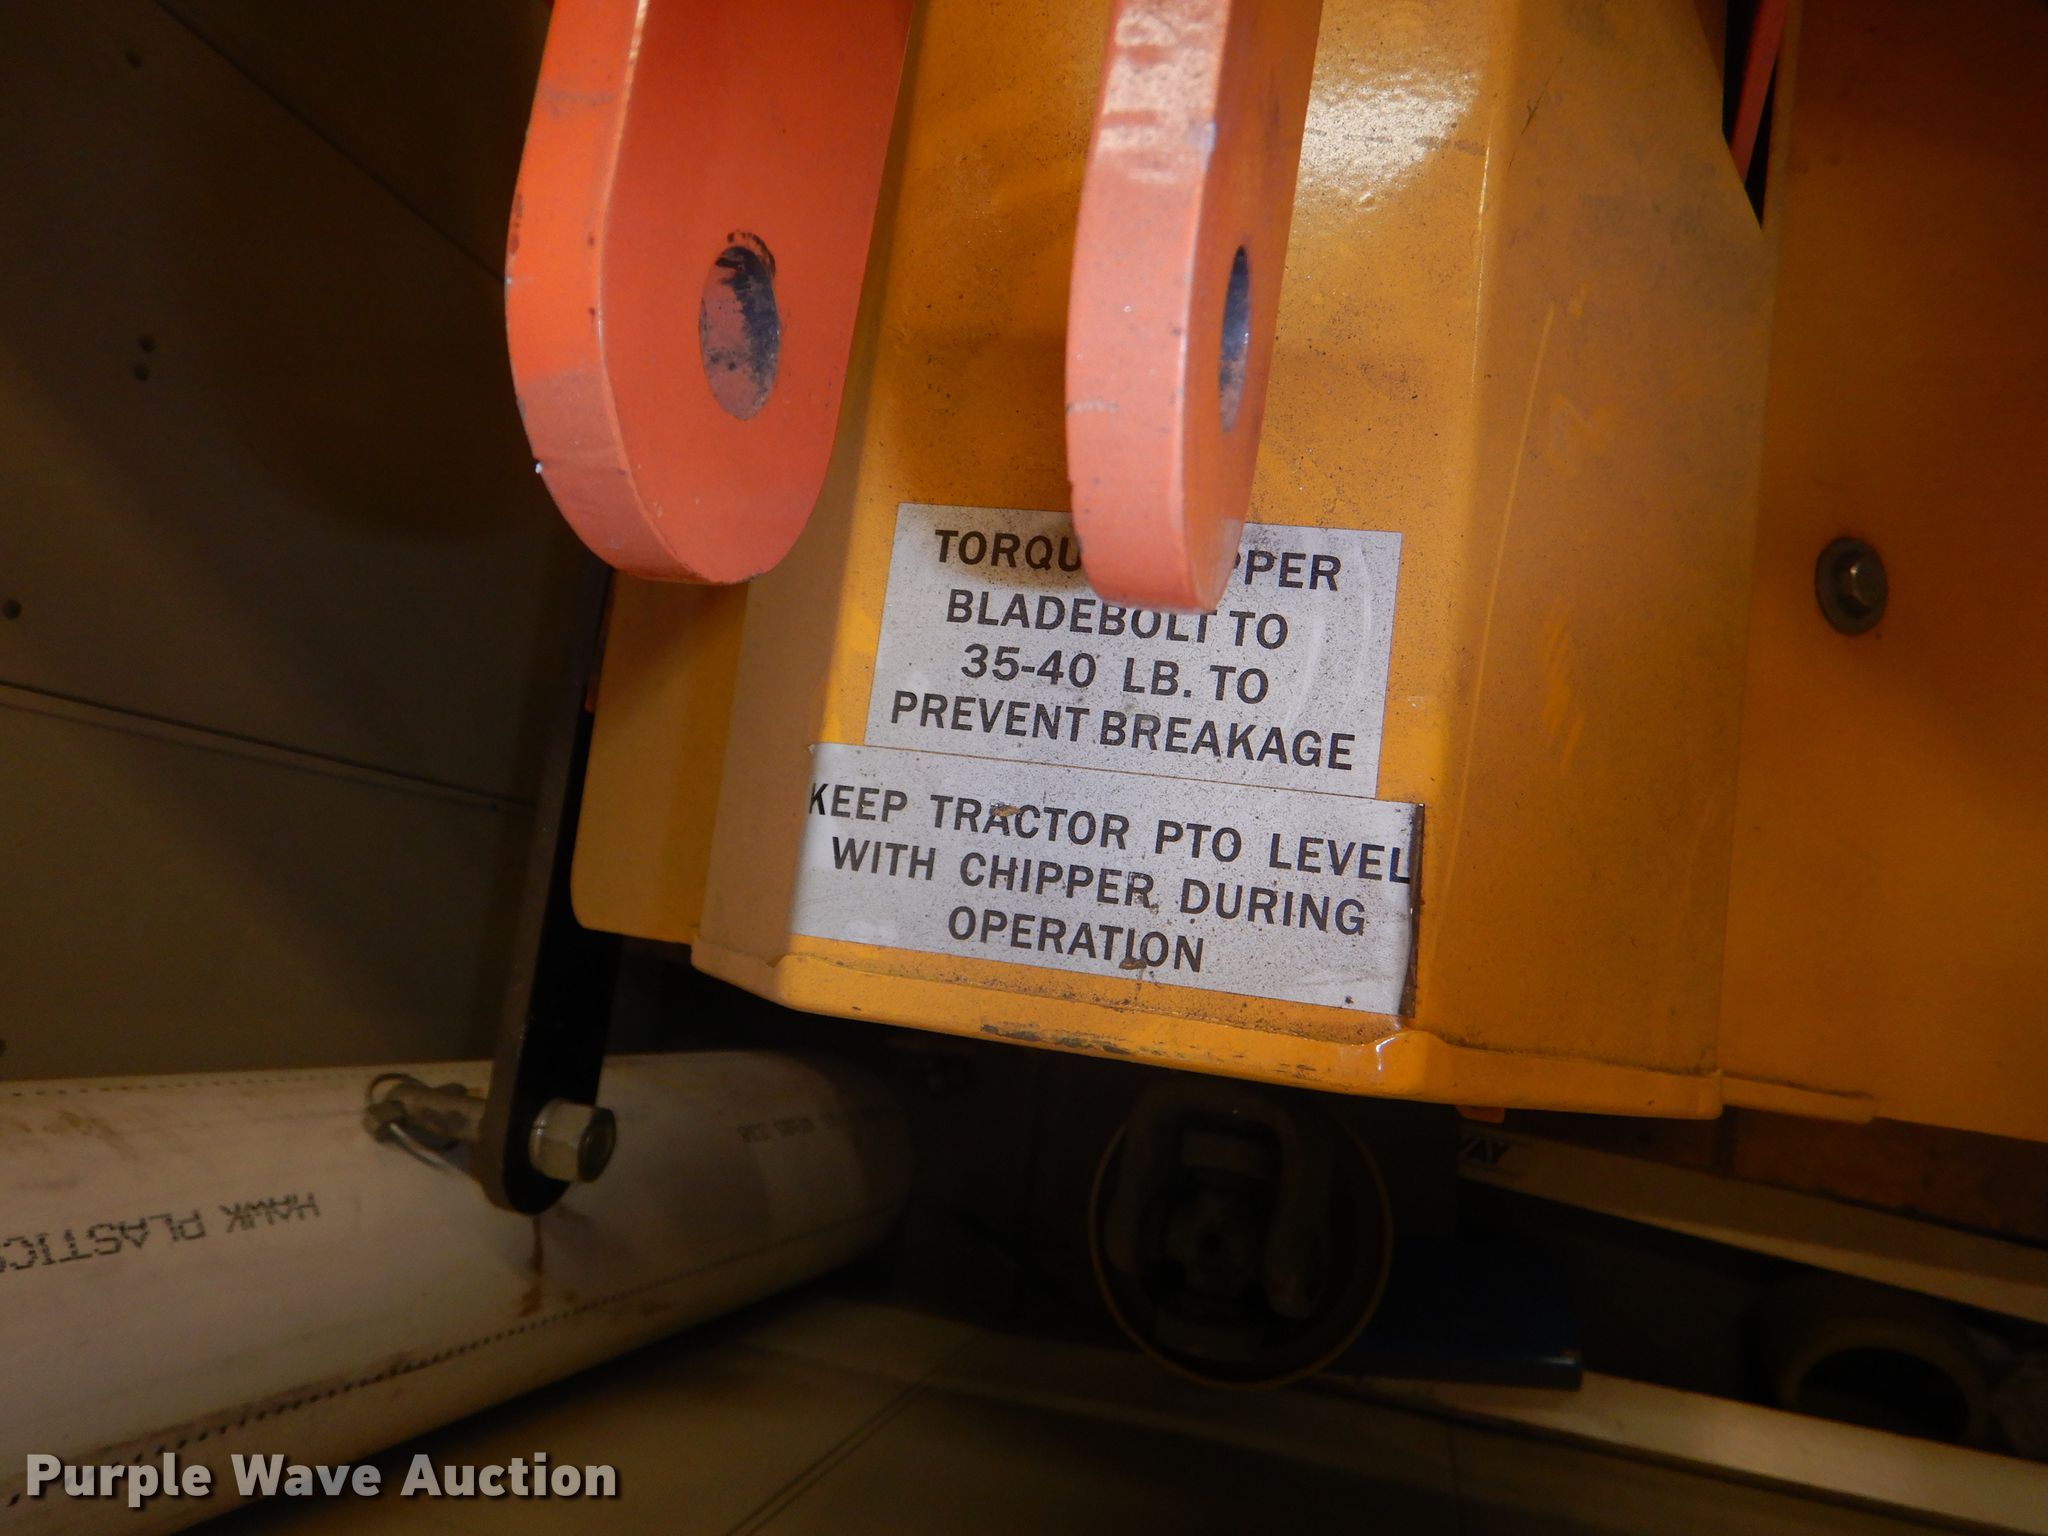 TORQU PPER
BLADEBOLT TO
35-40 LB. TO
PREVENT BREAKAGE
KEEP TRACTOR PTO LEVEL
WITH CHIPPER DURING
OPERATION
HAWK PLASTIC
Purple Wave Auction